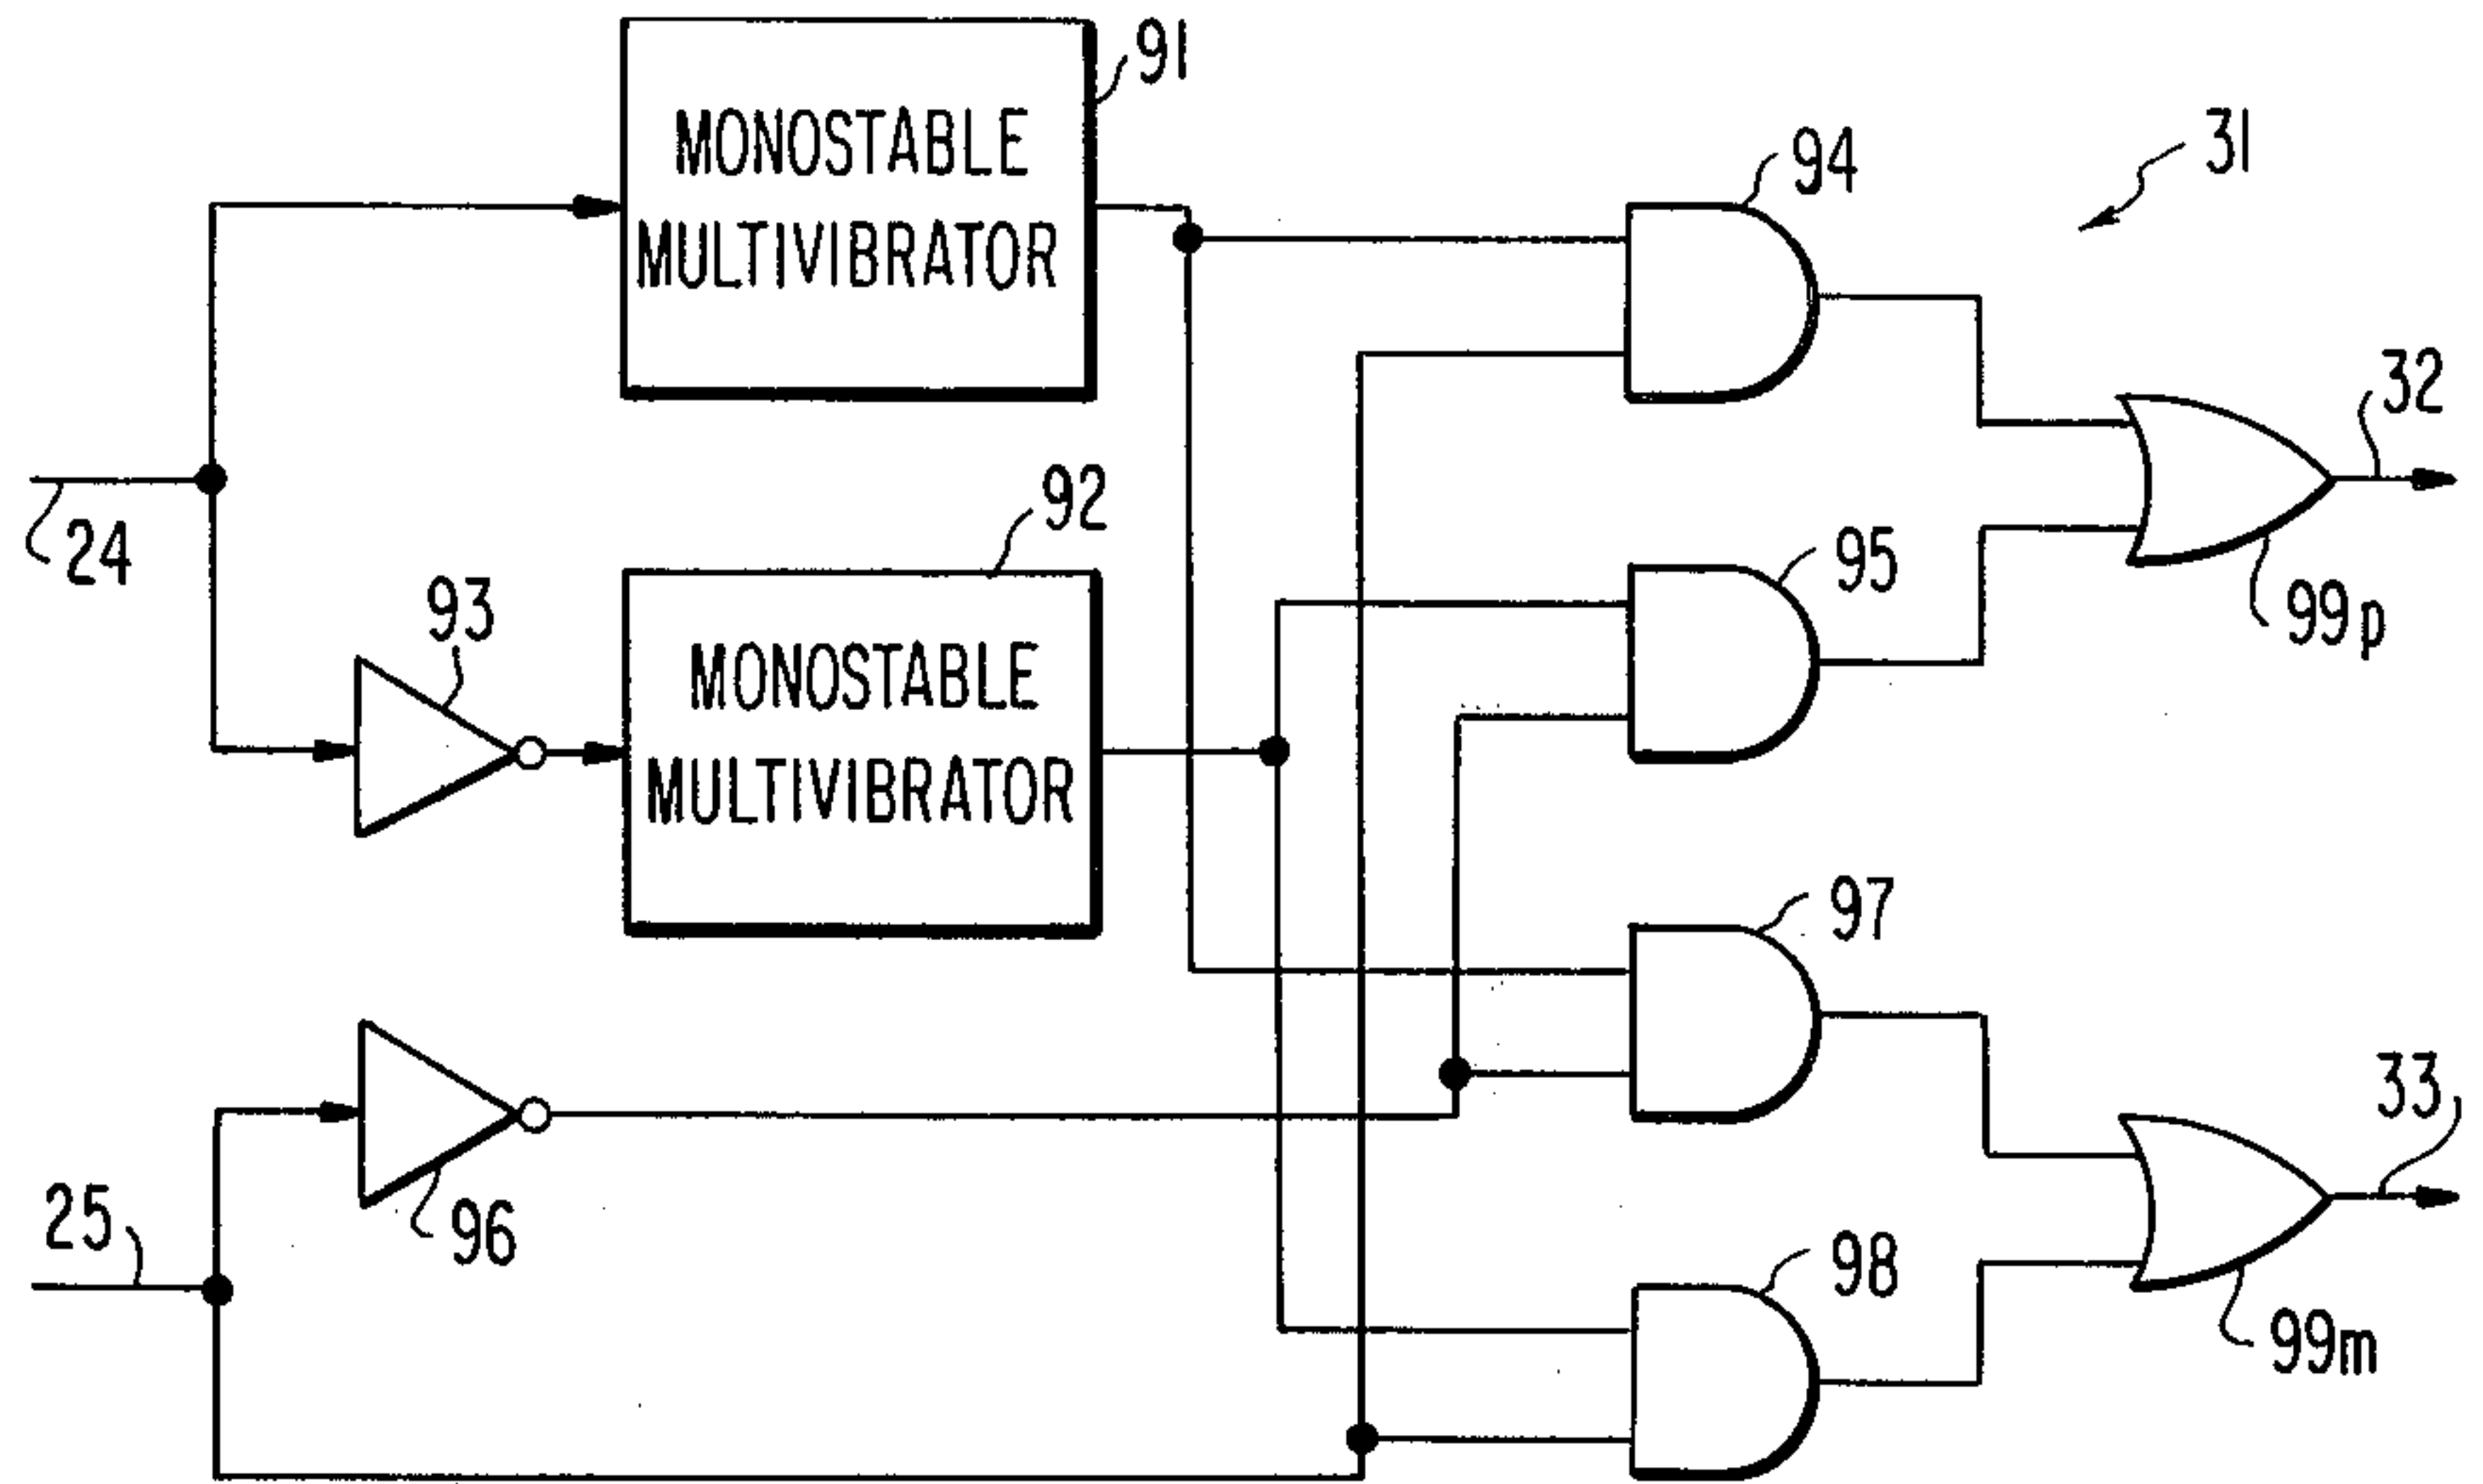 91
MONOSTABLE
MULTIVIBRATOR
94
31
32
24
92
93
95
99p
MONOSTABLE
MULTIVIBRATOR
97
33
25
96
98
99m